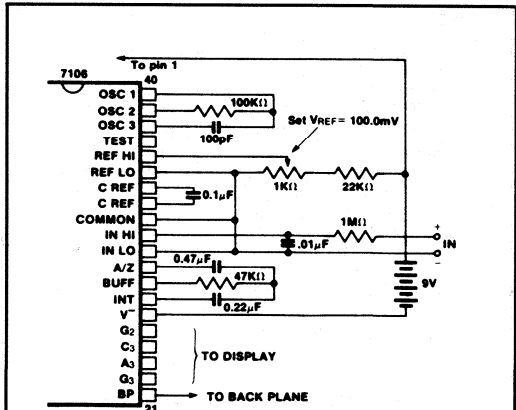 To pin 1
7106
40
OSC 1
OSC 2
100KΩ
OSC 3
100pF
Set VREF = 100.0mV
TEST
REF HI
REF LO
1KΩ
22KΩ
C REF
0.1μF
C REF
COMMON
1MΩ
IN HI
.01μF
+
IN
IN LO
−
0.47μF
A/Z
BUFF
47KΩ
9V
INT
0.22μF
V−
G2
C3
TO DISPLAY
A3
G3
BP
TO BACK PLANE
21